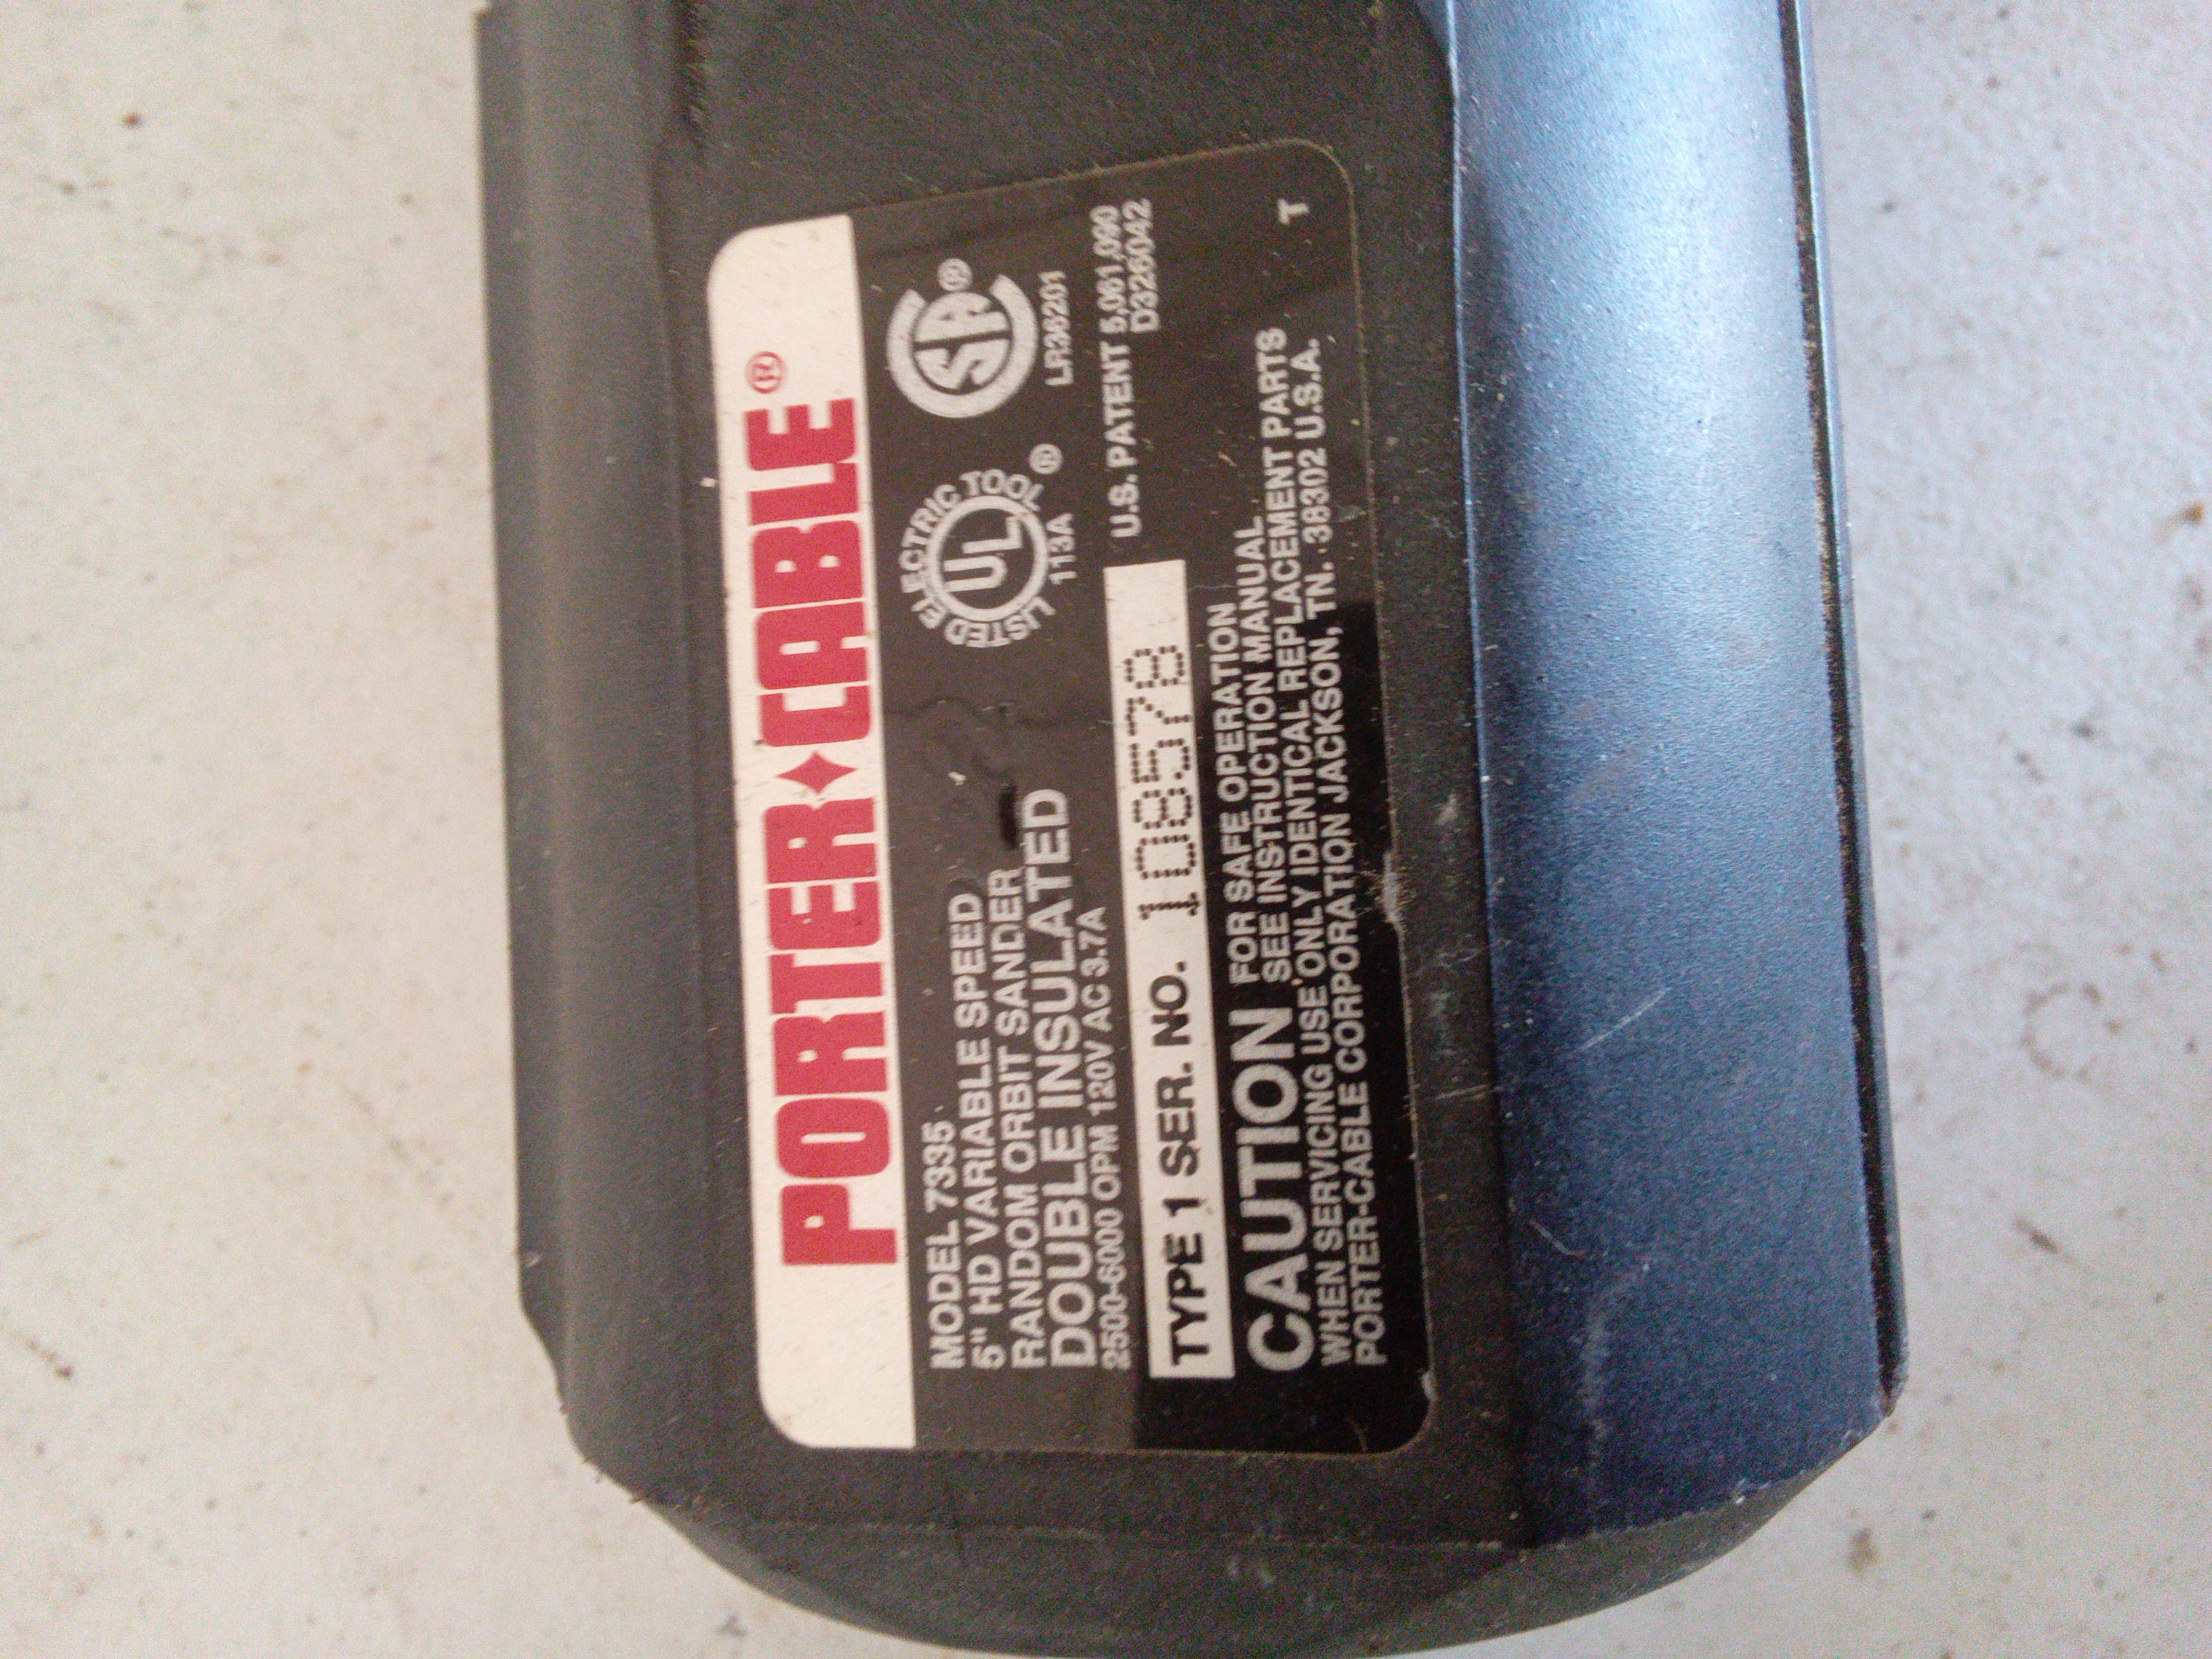 PORTER✦CABLE®
MODEL 7335
5" HD VARIABLE SPEED
RANDOM ORBIT SANDER
DOUBLE INSULATED
2500-6000 OPM 120V AC 3.7A
LISTED ELECTRIC TOOL
UL ®
113A
SA ®
LR36201
U.S. PATENT 5,061,090
D326042
TYPE 1 SER. NO. 108578
CAUTION FOR SAFE OPERATION
SEE INSTRUCTION MANUAL
WHEN SERVICING USE ONLY IDENTICAL REPLACEMENT PARTS
PORTER-CABLE CORPORATION JACKSON, TN. 38302 U.S.A.
T